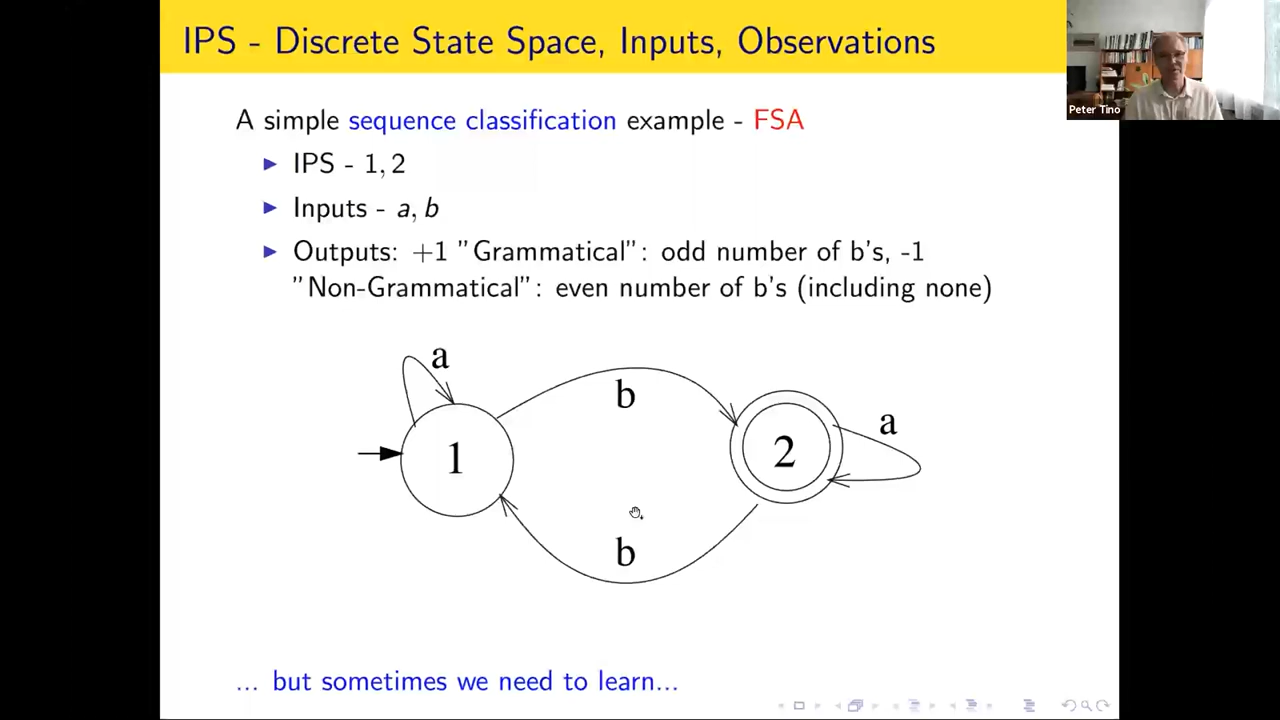 IPS - Discrete State Space, Inputs, Observations
Peter Tino
A simple sequence classification example - FSA
▶ IPS - 1, 2
▶ Inputs - a, b
▶ Outputs: +1 ”Grammatical”: odd number of b’s, -1
”Non-Grammatical”: even number of b’s (including none)
a
b
a
1
2
b
... but sometimes we need to learn...